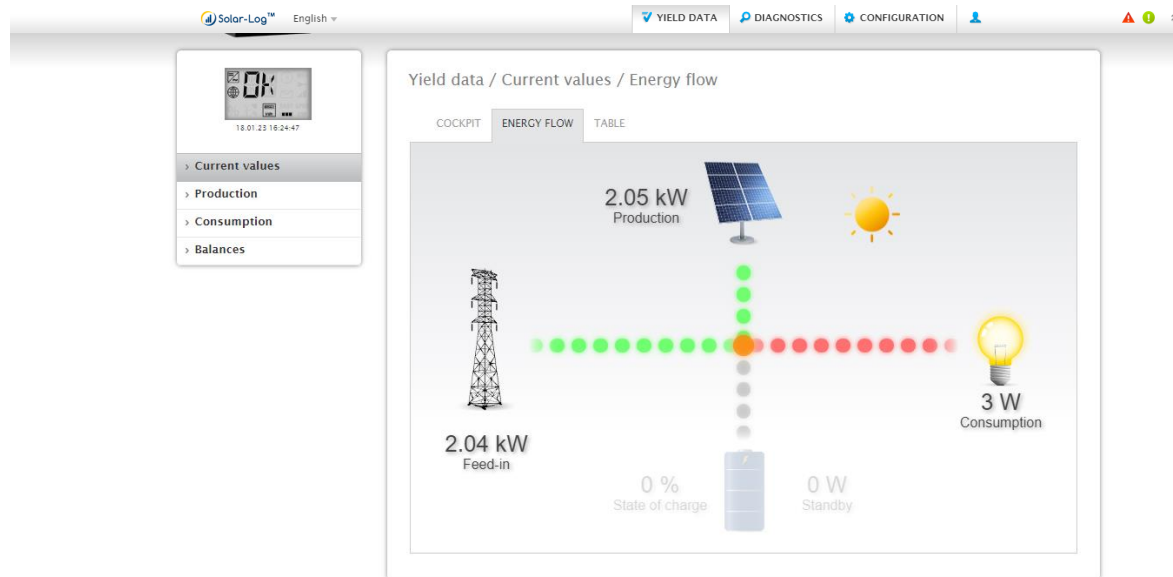 Solar-Log™ English YIELD DATA DIAGNOSTICS CONFIGURATION
OK
18.01.23 16:24:47
› Current values
› Production
› Consumption
› Balances
Yield data / Current values / Energy flow
COCKPIT ENERGY FLOW TABLE
2.05 kW
Production
3 W
Consumption
2.04 kW
Feed-in
0 % 0 W
State of charge Standby